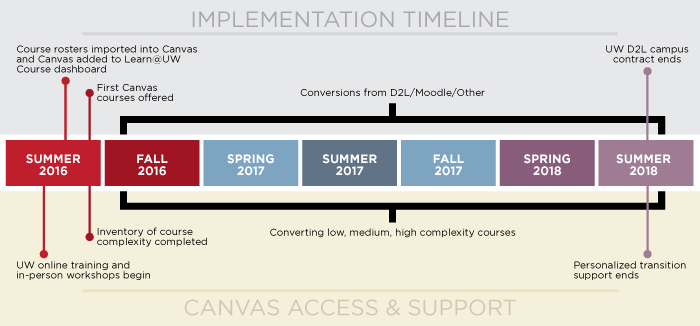 IMPLEMENTATION TIMELINE
Course rosters imported into Canvas
and Canvas added to Learn@UW
Course dashboard
First Canvas
courses offered
Conversions from D2L/Moodle/Other
UW D2L campus
contract ends
SUMMER
2016
FALL
2016
SPRING
2017
SUMMER
2017
FALL
2017
SPRING
2018
SUMMER
2018
Inventory of course
complexity completed
UW online training and
in-person workshops begin
Converting low, medium, high complexity courses
Personalized transition
support ends
CANVAS ACCESS & SUPPORT